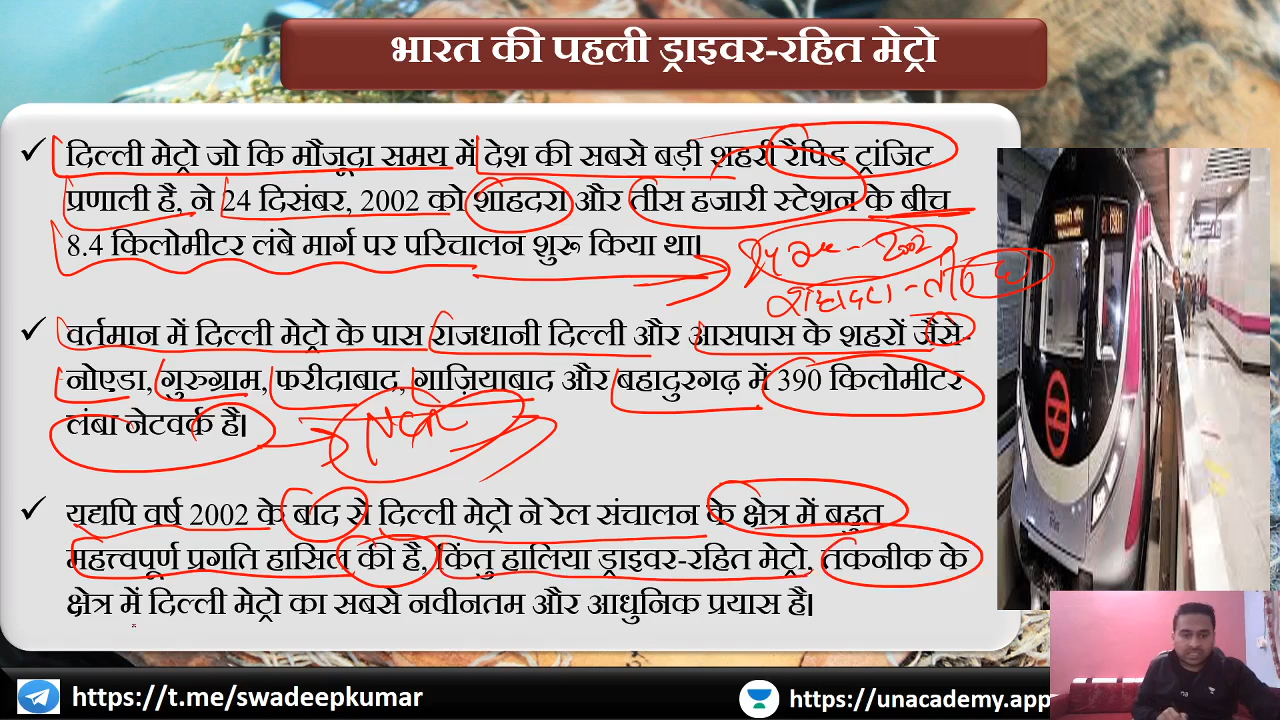 भारत की पहली ड्राइवर-रहित मेट्रो
दिल्ली मेट्रो जो कि मौजूदा समय में देश की सबसे बड़ी शहरी रैपिड ट्रांजिट
प्रणाली है, ने 24 दिसंबर, 2002 को शाहदरा और तीस हजारी स्टेशन के बीच
8.4 किलोमीटर लंबे मार्ग पर परिचालन शुरू किया था।
2002
शाहदरा -
वर्तमान में दिल्ली मेट्रो के पास राजधानी दिल्ली और आसपास के शहरों जैसे-
नोएडा, गुरुग्राम, फरीदाबाद, गाज़ियाबाद और बहादुरगढ़ में 390 किलोमीटर
लंबा नेटवर्क है।
NCR
यद्यपि वर्ष 2002 के बाद से दिल्ली मेट्रो ने रेल संचालन के क्षेत्र में बहुत
महत्त्वपूर्ण प्रगति हासिल की है, किंतु हालिया ड्राइवर-रहित मेट्रो, तकनीक के
क्षेत्र में दिल्ली मेट्रो का सबसे नवीनतम और आधुनिक प्रयास है।
https://t.me/swadeepkumar
https://unacademy.app